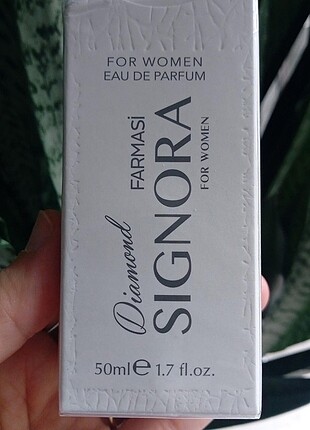 FOR WOMEN
EAU DE PARFUM
FARMASi
Diamond
SIGNORA
FOR WOMEN
50ml℮ 1.7 fl.oz.